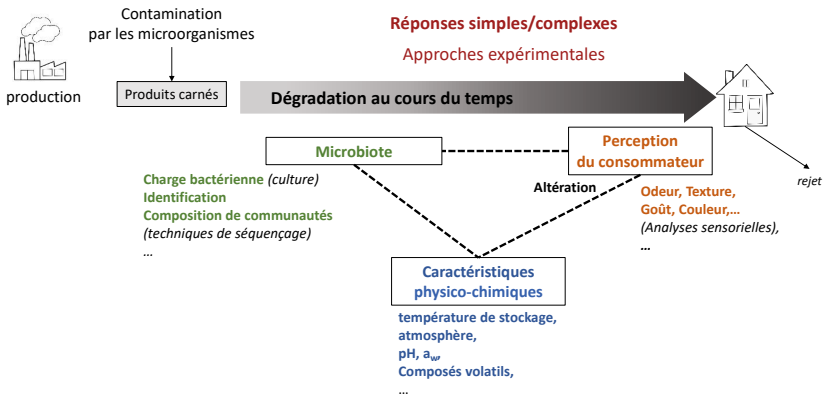 Contamination
par les microorganismes
Réponses simples/complexes
Approches expérimentales
production
Produits carnés
Dégradation au cours du temps
Microbiote
Perception
du consommateur
rejet
Charge bactérienne (culture)
Identification
Composition de communautés
(techniques de séquençage)
…
Altération
Odeur, Texture,
Goût, Couleur,…
(Analyses sensorielles),
…
Caractéristiques
physico-chimiques
température de stockage,
atmosphère,
pH, aw,
Composés volatils,
…